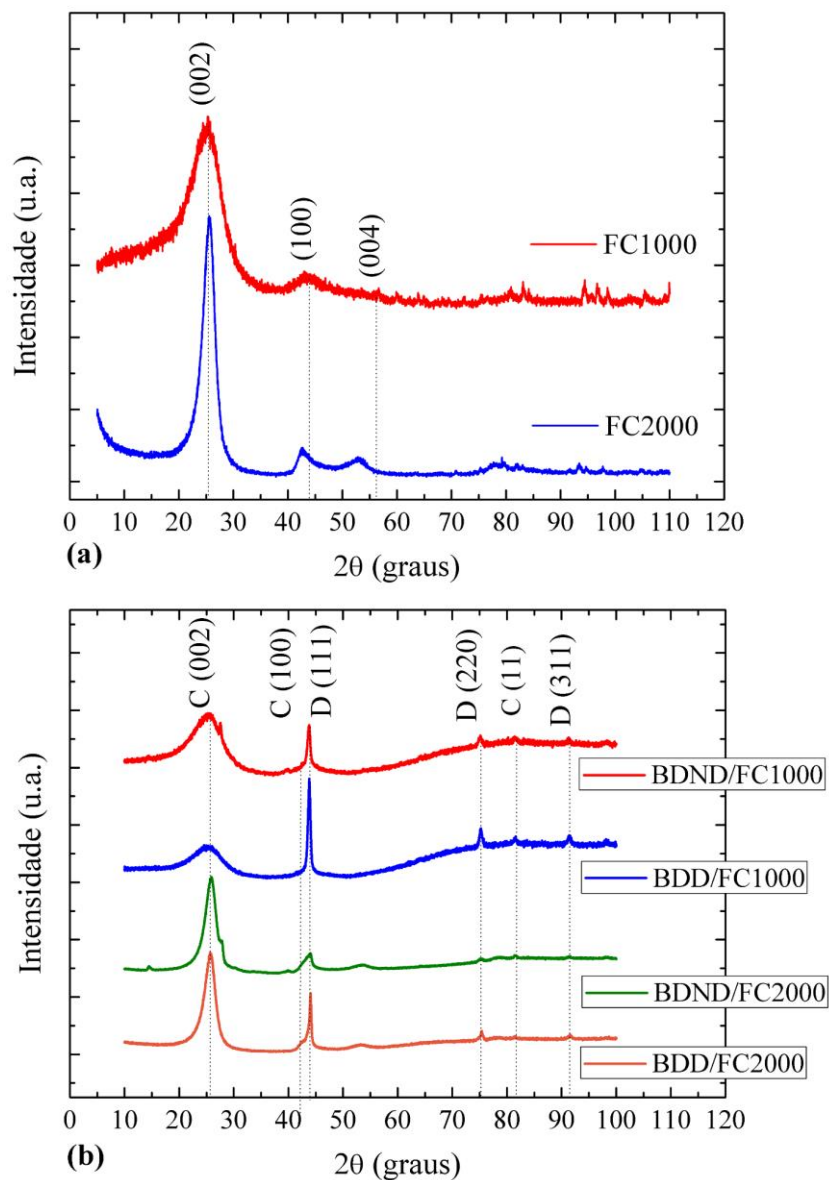 (002)
(100)
(004)
FC1000
FC2000
Intensidade (u.a.)
0 10 20 30 40 50 60 70 80 90 100 110 120
2θ (graus)
(a)
C (002)
C (100)
D (111)
D (220)
C (11)
D (311)
BDND/FC1000
BDD/FC1000
BDND/FC2000
BDD/FC2000
Intensidade (u.a.)
0 10 20 30 40 50 60 70 80 90 100 110 120
2θ (graus)
(b)